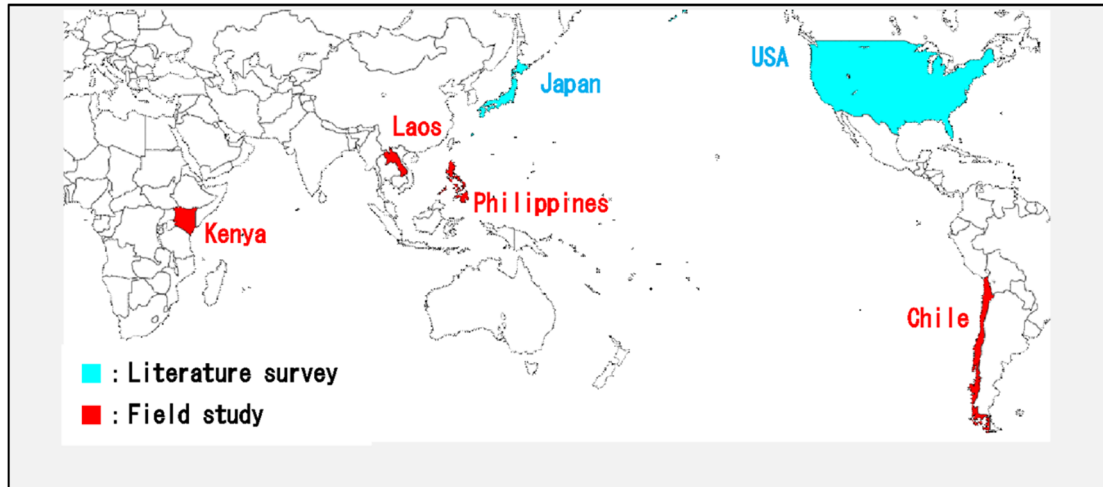 USA
Japan
Laos
Philippines
Kenya
Chile
: Literature survey
: Field study